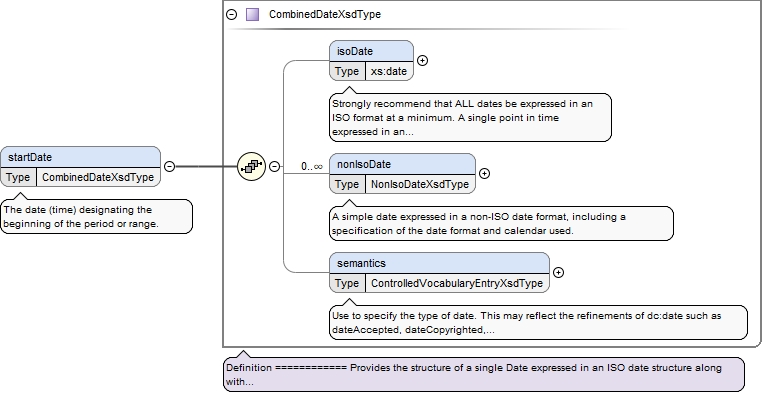 CombinedDateXsdType
isoDate
Type xs:date
Strongly recommend that ALL dates be expressed in an
ISO format at a minimum. A single point in time
expressed in an...
startDate
Type CombinedDateXsdType
The date (time) designating the
beginning of the period or range.
0..∞
nonIsoDate
Type NonIsoDateXsdType
A simple date expressed in a non-ISO date format, including a
specification of the date format and calendar used.
semantics
Type ControlledVocabularyEntryXsdType
Use to specify the type of date. This may reflect the refinements of dc:date such as
dateAccepted, dateCopyrighted,...
Definition ============ Provides the structure of a single Date expressed in an ISO date structure along
with...